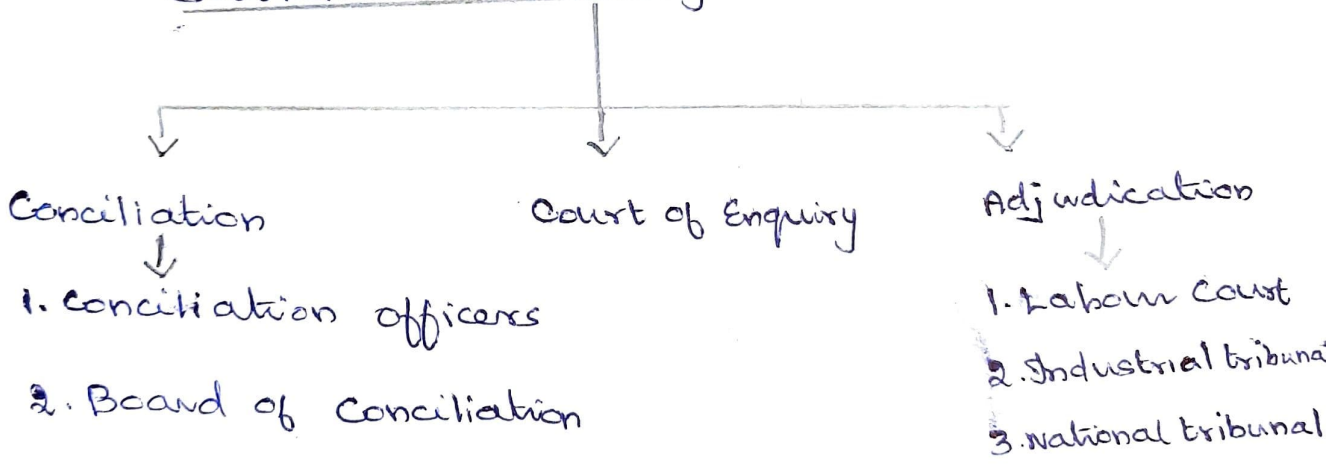 Conciliation
Court of Enquiry
Adjudication
1. Conciliation officers
2. Board of Conciliation
1. Labour Court
2. Industrial tribunal
3. National tribunal